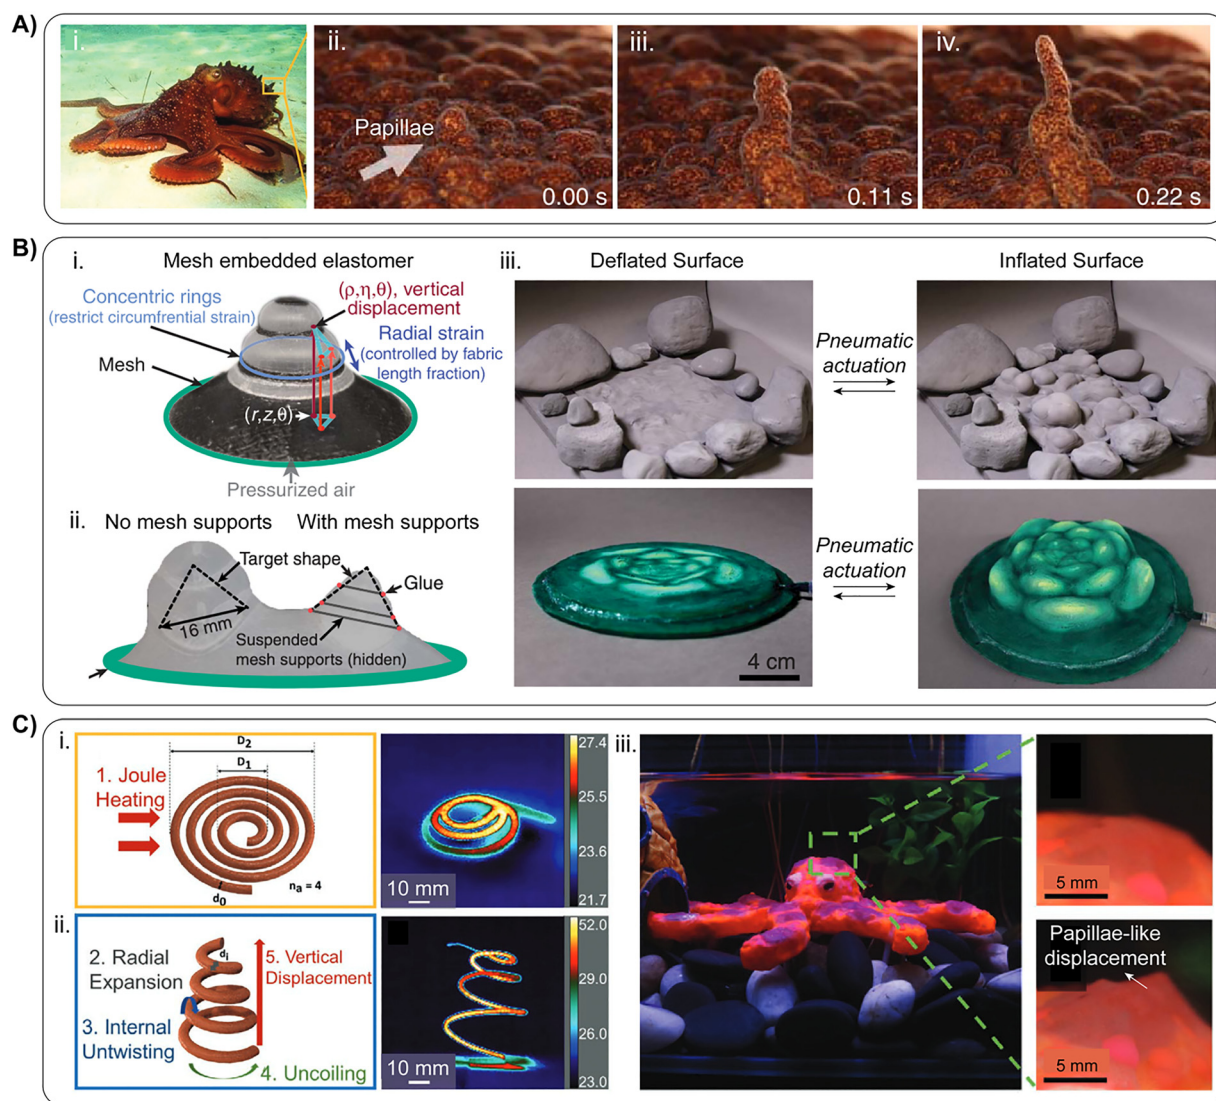 A)
i.
ii.
Papillae
0.00 s
iii.
0.11 s
iv.
0.22 s
B)
i.
Mesh embedded elastomer
Concentric rings
(restrict circumfrential strain)
(ρ,η,θ), vertical
displacement
Radial strain
(controlled by fabric
length fraction)
Mesh
(r,z,θ)
Pressurized air
ii.
No mesh supports
With mesh supports
Target shape
Glue
16 mm
Suspended
mesh supports (hidden)
iii.
Deflated Surface
Inflated Surface
Pneumatic
actuation
Pneumatic
actuation
4 cm
C)
i.
D2
D1
1. Joule
Heating
na = 4
d0
10 mm
27.4
25.5
23.6
21.7
ii.
di
2. Radial
Expansion
3. Internal
Untwisting
5. Vertical
Displacement
4. Uncoiling
10 mm
52.0
29.0
26.0
23.0
iii.
5 mm
Papillae-like
displacement
5 mm